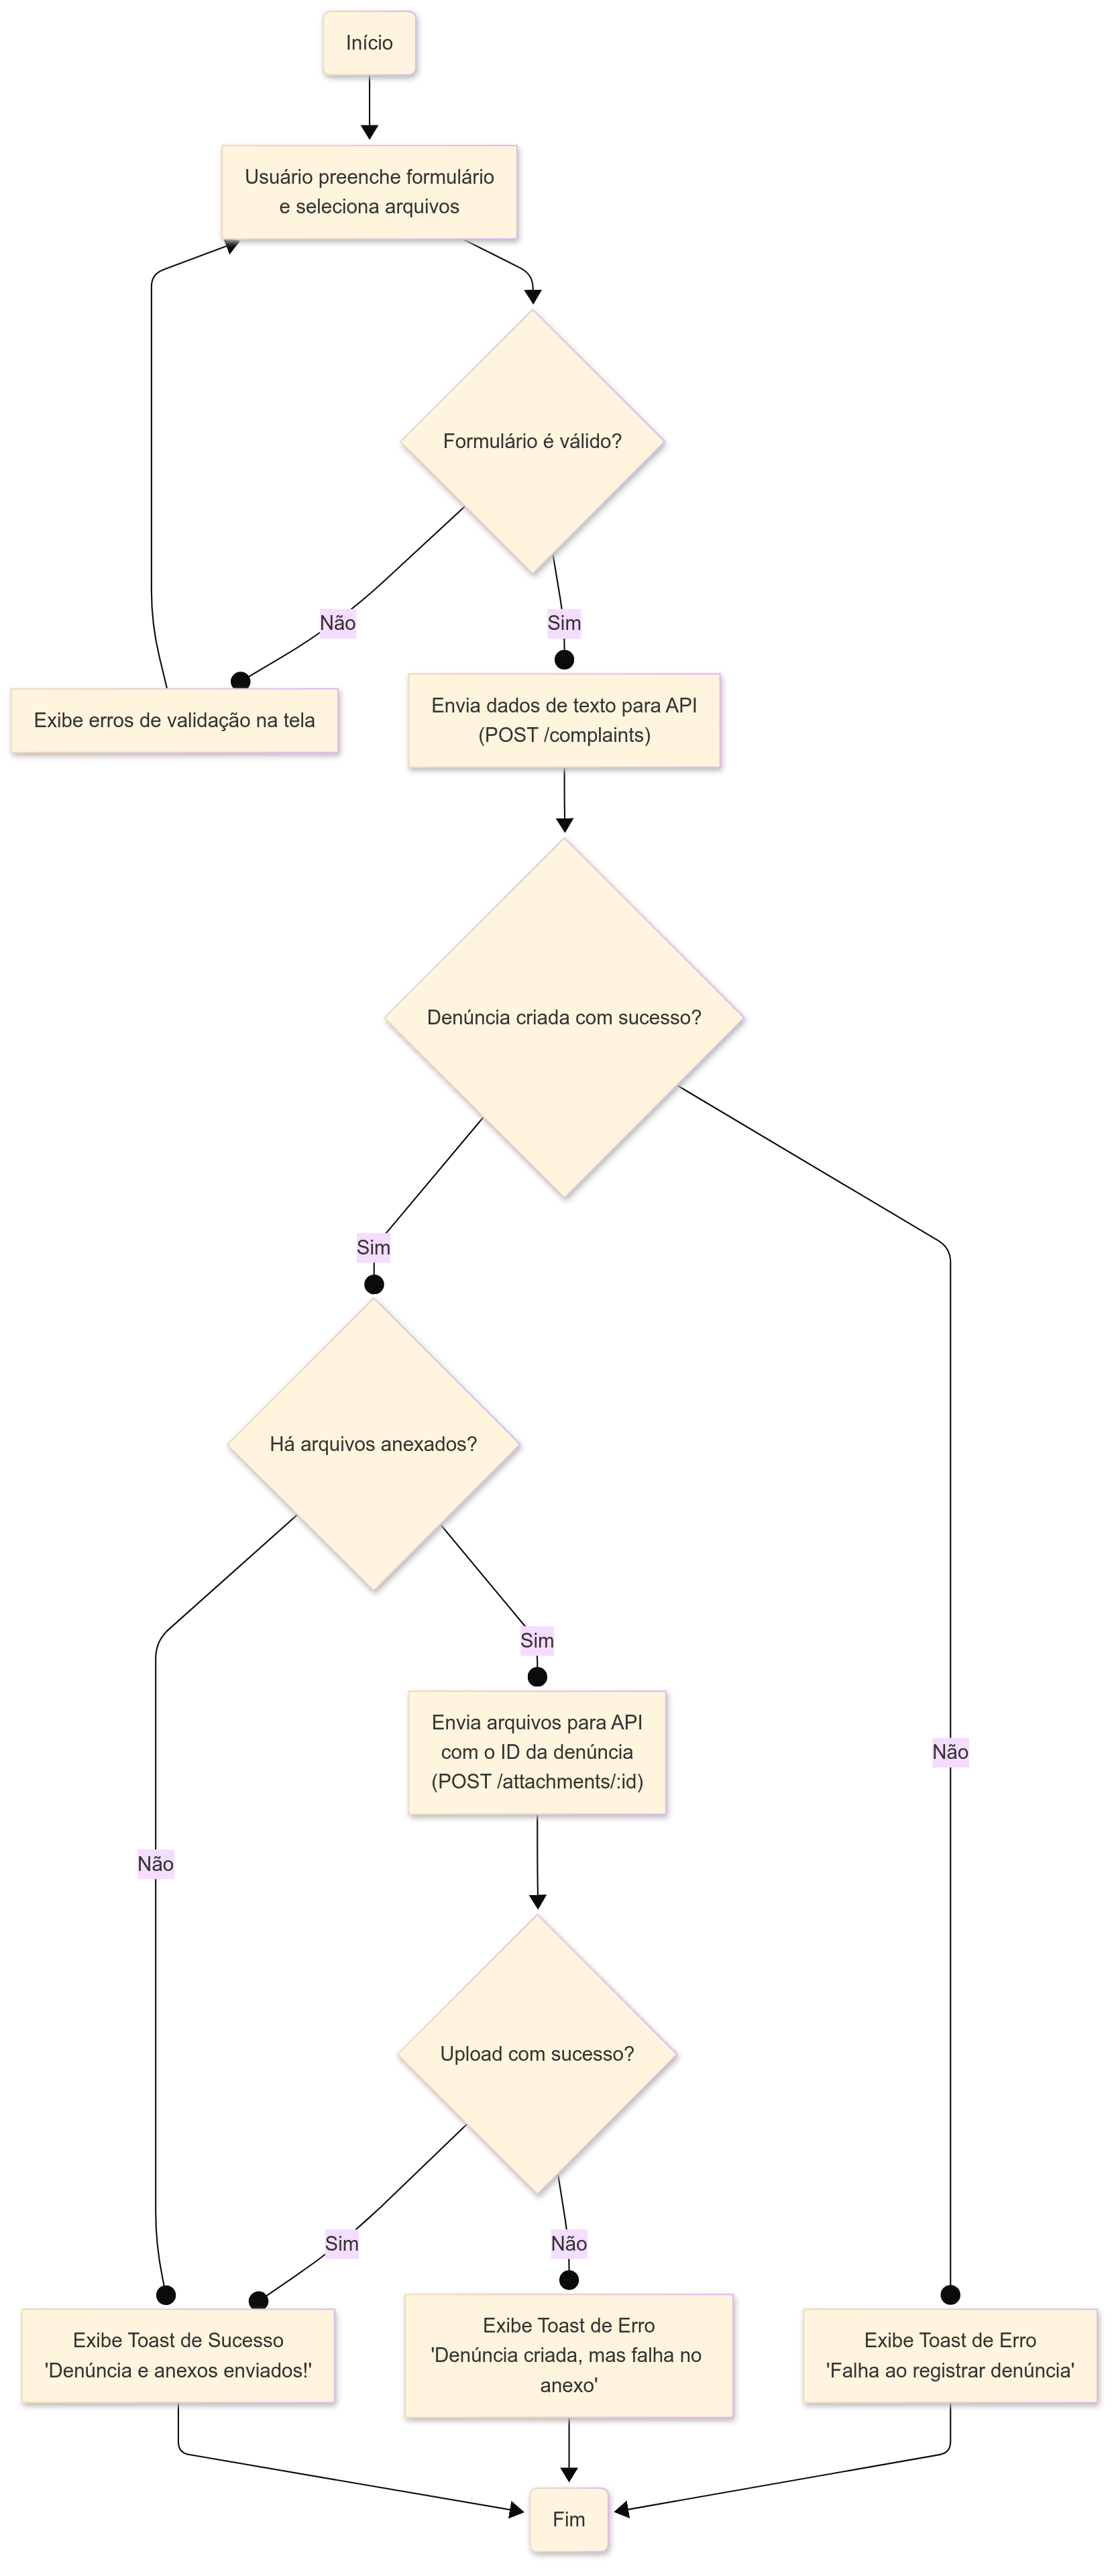 Início
Usuário preenche formulário
e seleciona arquivos
Formulário é válido?
Não
Sim
Exibe erros de validação na tela
Envia dados de texto para API
(POST /complaints)
Denúncia criada com sucesso?
Sim
Há arquivos anexados?
Sim
Envia arquivos para API
com o ID da denúncia
(POST /attachments/:id)
Não
Não
Upload com sucesso?
Sim
Não
Exibe Toast de Sucesso
'Denúncia e anexos enviados!'
Exibe Toast de Erro
'Denúncia criada, mas falha no
anexo'
Exibe Toast de Erro
'Falha ao registrar denúncia'
Fim